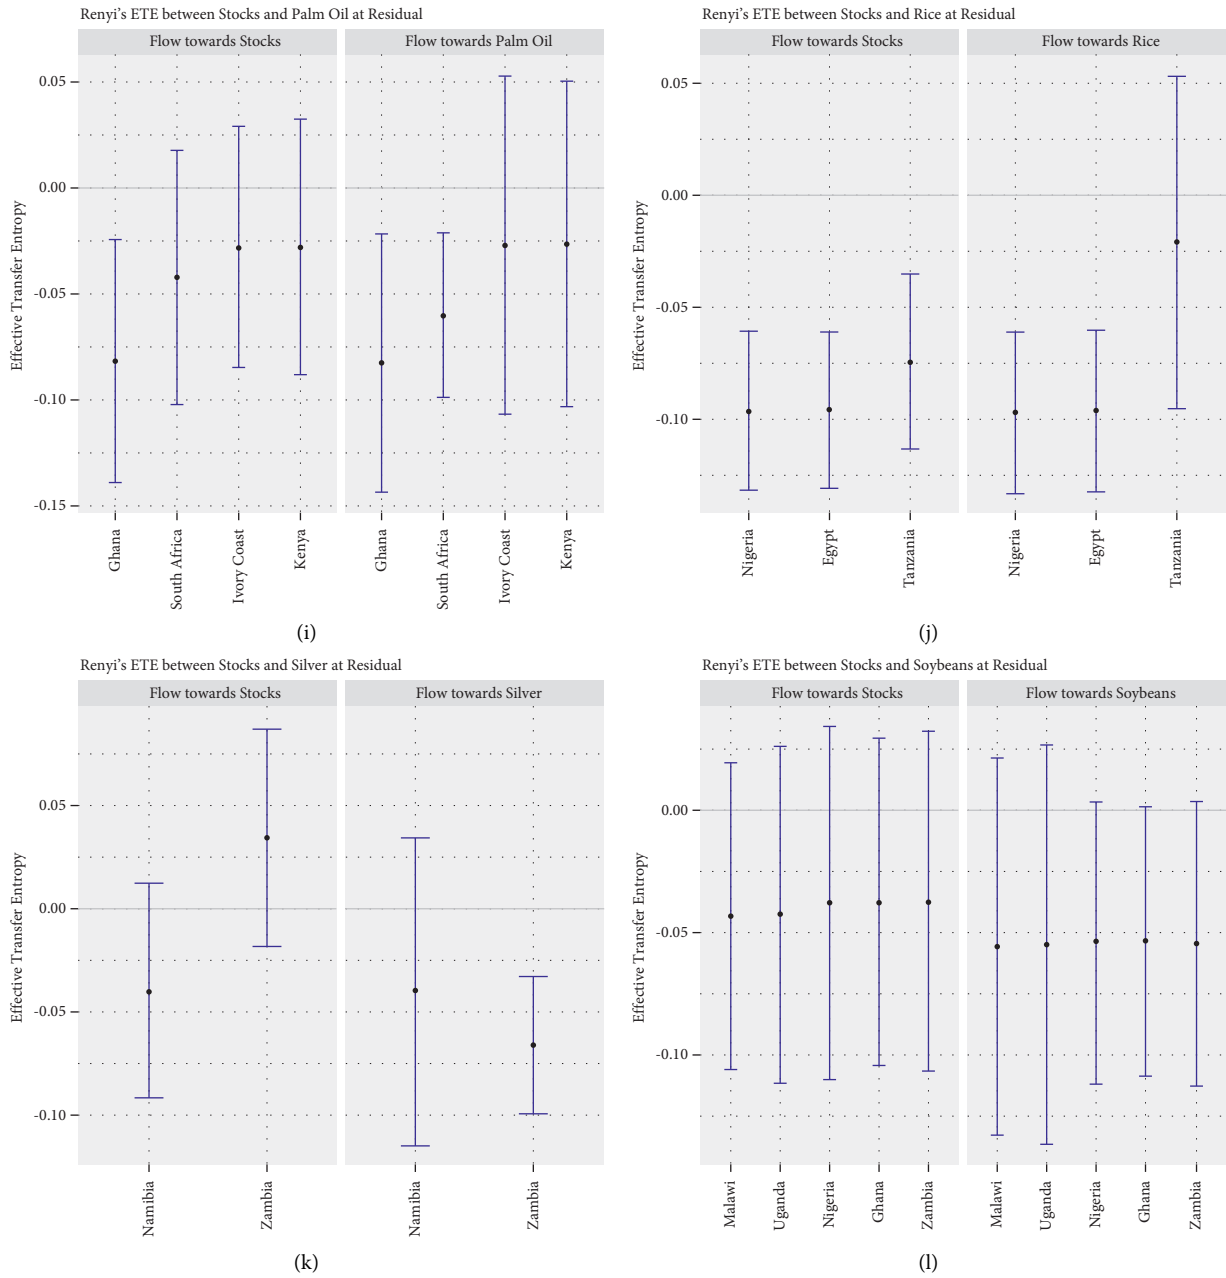 Renyi's ETE between Stocks and Palm Oil at Residual
Flow towards Stocks
Flow towards Palm Oil
Effective Transfer Entropy
0.05
0.00
-0.05
-0.10
-0.15
Ghana
South Africa
Ivory Coast
Kenya
Ghana
South Africa
Ivory Coast
Kenya
(i)
Renyi's ETE between Stocks and Rice at Residual
Flow towards Stocks
Flow towards Rice
Effective Transfer Entropy
0.05
0.00
-0.05
-0.10
Nigeria
Egypt
Tanzania
Nigeria
Egypt
Tanzania
(j)
Renyi's ETE between Stocks and Silver at Residual
Flow towards Stocks
Flow towards Silver
Effective Transfer Entropy
0.05
0.00
-0.05
-0.10
Namibia
Zambia
Namibia
Zambia
(k)
Renyi's ETE between Stocks and Soybeans at Residual
Flow towards Stocks
Flow towards Soybeans
Effective Transfer Entropy
0.00
-0.05
-0.10
Malawi
Uganda
Nigeria
Ghana
Zambia
Malawi
Uganda
Nigeria
Ghana
Zambia
(l)